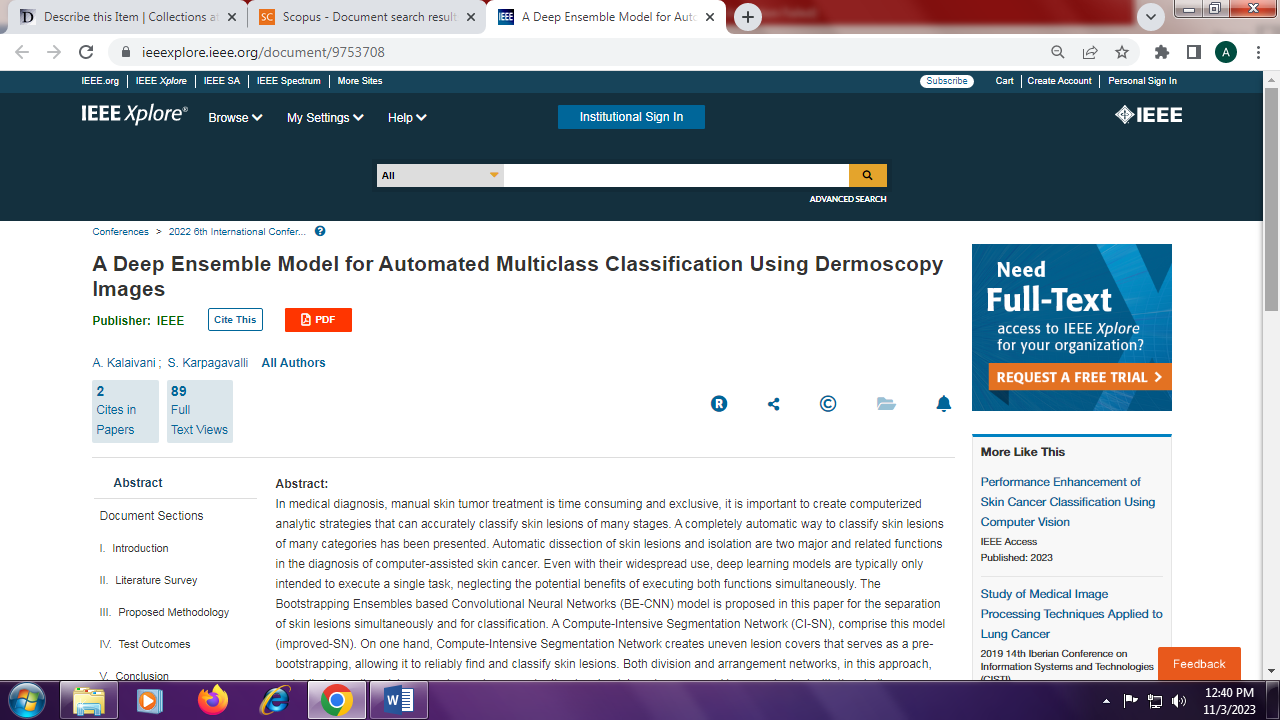 Describe this Item | Collections at
Scopus - Document search result
A Deep Ensemble Model for Auto
ieeexplore.ieee.org/document/9753708
A
IEEE.org
IEEE Xplore
IEEE SA
IEEE Spectrum
More Sites
Subscribe
Cart
Create Account
Personal Sign In
IEEE Xplore®
Browse
My Settings
Help
Institutional Sign In
IEEE
All
ADVANCED SEARCH
Conferences > 2022 6th International Confer...
A Deep Ensemble Model for Automated Multiclass Classification Using Dermoscopy
Images
Publisher: IEEE
Cite This
PDF
A. Kalaivani ; S. Karpagavalli All Authors
2
Cites in
Papers
89
Full
Text Views
Need
Full-Text
access to IEEE Xplore
for your organization?
REQUEST A FREE TRIAL >
Abstract
Document Sections
I. Introduction
II. Literature Survey
III. Proposed Methodology
IV. Test Outcomes
V. Conclusion
Abstract:
In medical diagnosis, manual skin tumor treatment is time consuming and exclusive, it is important to create computerized
analytic strategies that can accurately classify skin lesions of many stages. A completely automatic way to classify skin lesions
of many categories has been presented. Automatic dissection of skin lesions and isolation are two major and related functions
in the diagnosis of computer-assisted skin cancer. Even with their widespread use, deep learning models are typically only
intended to execute a single task, neglecting the potential benefits of executing both functions simultaneously. The
Bootstrapping Ensembles based Convolutional Neural Networks (BE-CNN) model is proposed in this paper for the separation
of skin lesions simultaneously and for classification. A Compute-Intensive Segmentation Network (CI-SN), comprise this model
(improved-SN). On one hand, Compute-Intensive Segmentation Network creates uneven lesion covers that serves as a pre-
bootstrapping, allowing it to reliably find and classify skin lesions. Both division and arrangement networks, in this approach,
More Like This
Performance Enhancement of
Skin Cancer Classification Using
Computer Vision
IEEE Access
Published: 2023
Study of Medical Image
Processing Techniques Applied to
Lung Cancer
2019 14th Iberian Conference on
Information Systems and Technologies
(CISTI)
Feedback
12:40 PM
11/3/2023